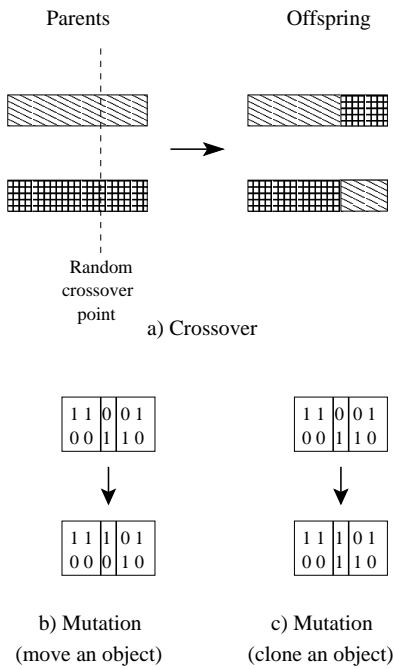 Parents Offspring
Random
crossover
point
a) Crossover
1 1 0 0 1 1 1 0 0 1
0 0 1 1 0 0 0 1 1 0
1 1 1 0 1 1 1 1 0 1
0 0 0 1 0 0 0 1 1 0
b) Mutation c) Mutation
(move an object) (clone an object)